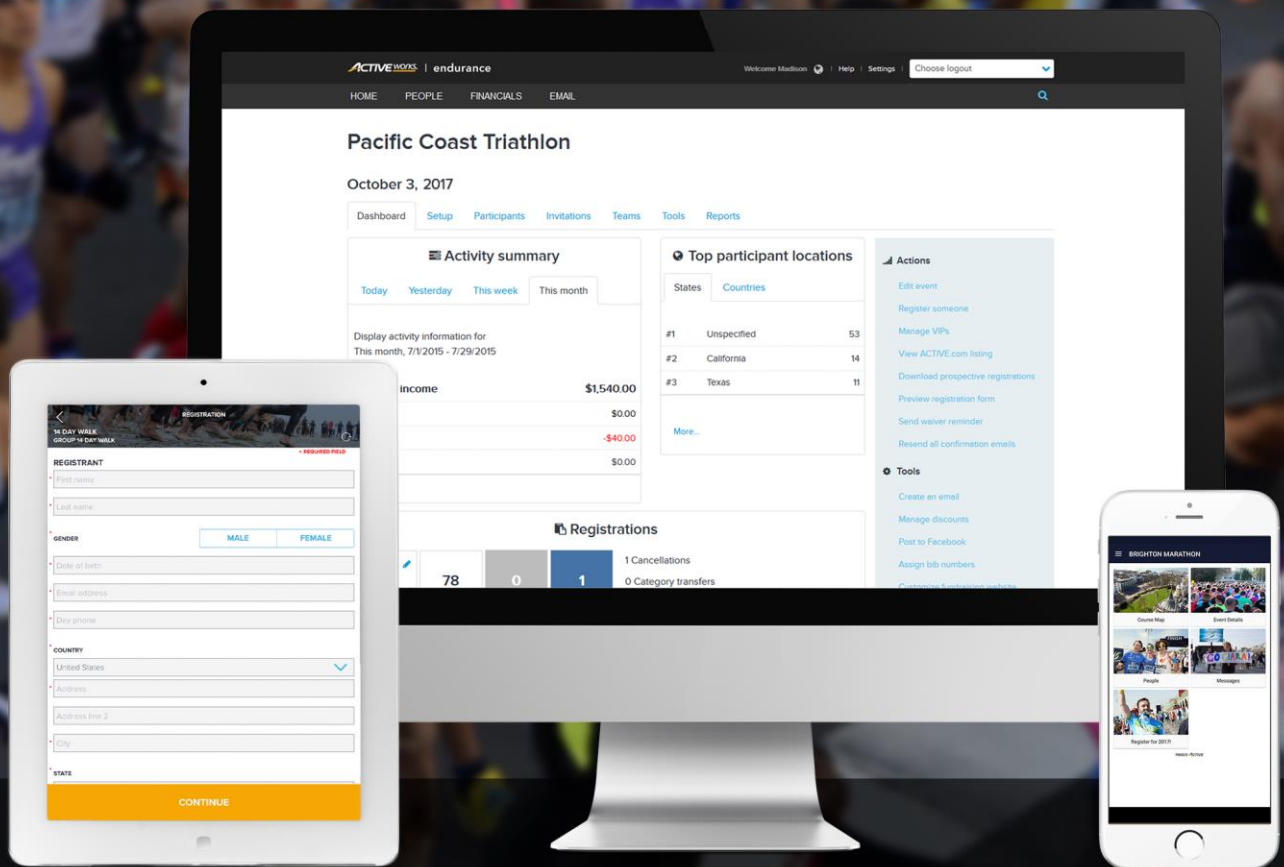 ACTIVEworks. | endurance
Welcome Madison | Help | Settings | Choose logout
HOME PEOPLE FINANCIALS EMAIL
Pacific Coast Triathlon
October 3, 2017
Dashboard Setup Participants Invitations Teams Tools Reports
Activity summary
Today Yesterday This week This month
Display activity information for
This month, 7/1/2015 - 7/29/2015
income $1,540.00
$0.00
-$40.00
$0.00
Top participant locations
States Countries
#1 Unspecified 53
#2 California 14
#3 Texas 11
More...
Registrations
78 0 1
1 Cancellations
0 Category transfers
Actions
Edit event
Register someone
Manage VIPs
View ACTIVE.com listing
Download prospective registrations
Preview registration form
Send waiver reminder
Resend all confirmation emails
Tools
Create an email
Manage discounts
Post to Facebook
Assign bib numbers
Customize fundraising website
REGISTRATION
14 DAY WALK
GROUP 14 DAY WALK
* REQUIRED FIELD
REGISTRANT
* First name
* Last name
* GENDER MALE FEMALE
* Date of birth
* Email address
* Day phone
* COUNTRY
United States
* Address
Address line 2
* City
* STATE
CONTINUE
BRIGHTON MARATHON
FINISH
GO
Course Map Event Details
People Messages
Register for 2017!